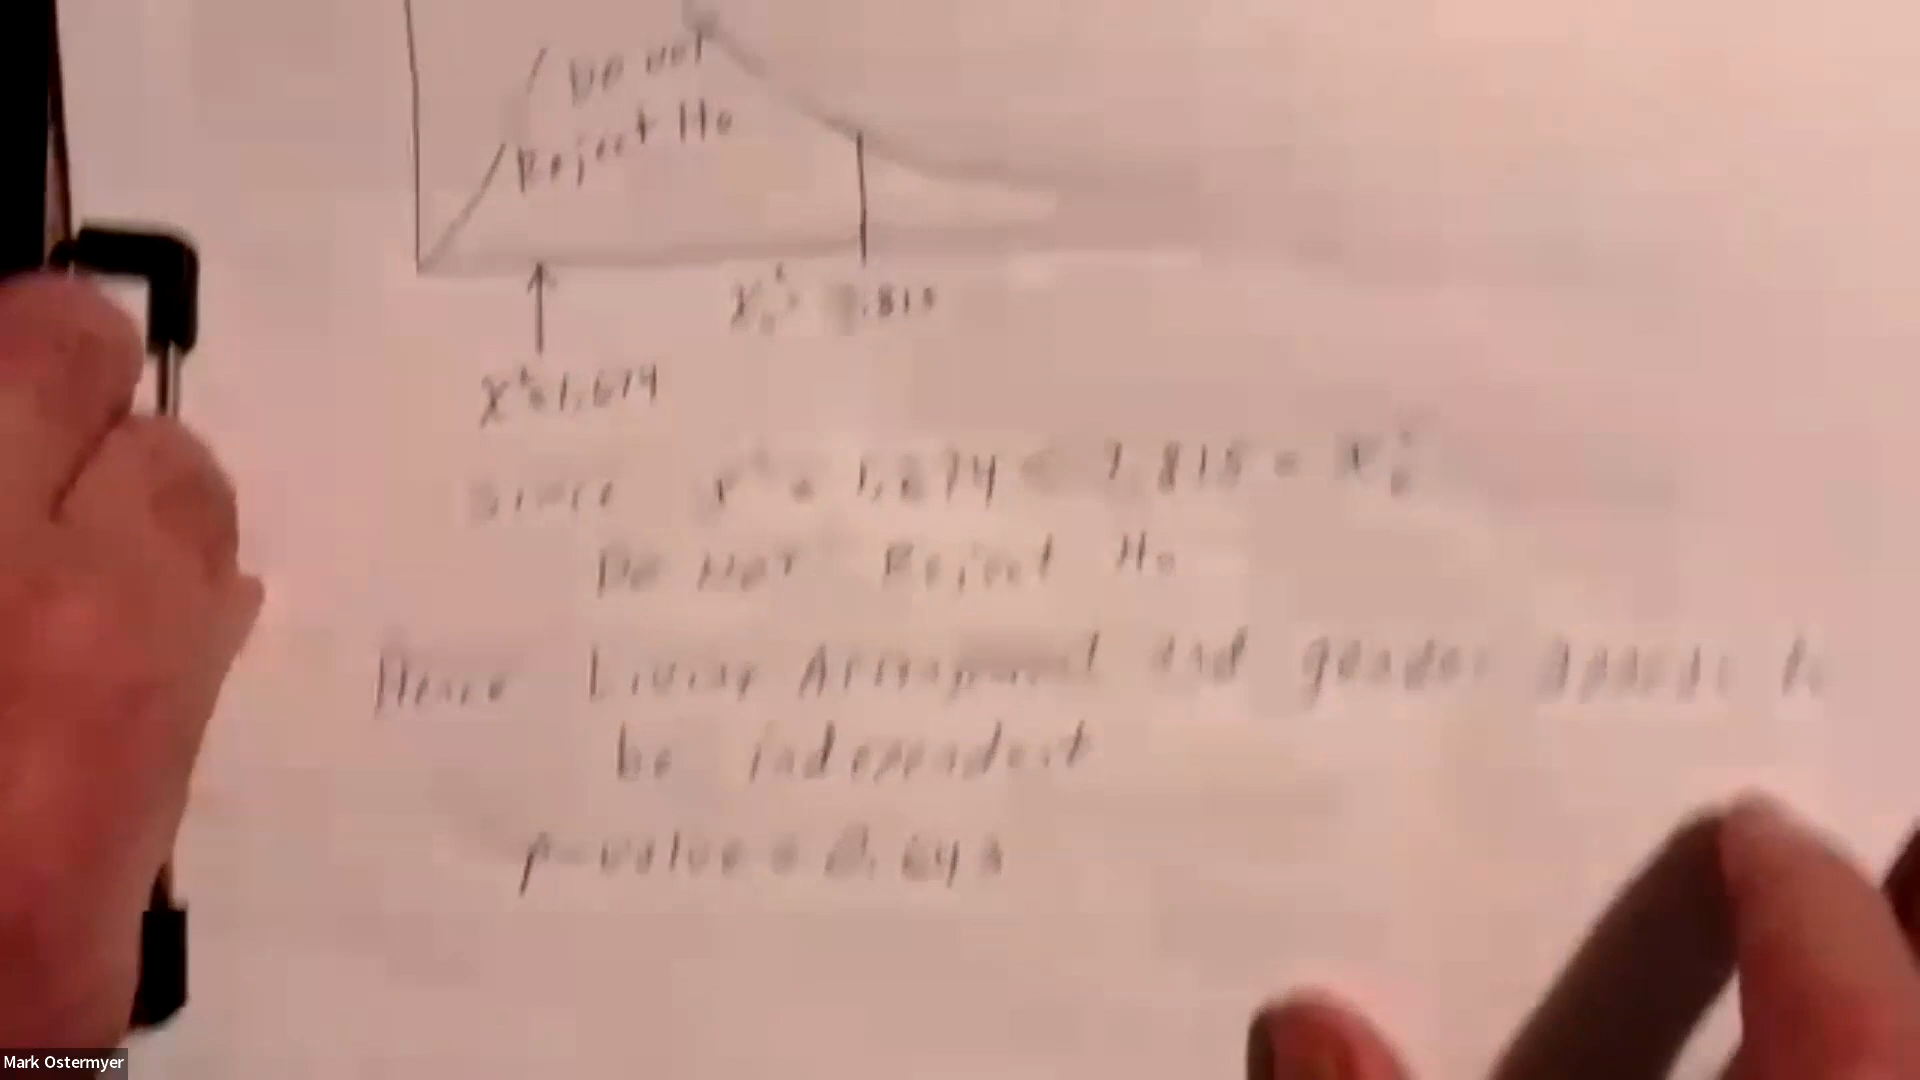 Do not
Reject Ho
χ²₀ = 7.815
χ² = 1.674
Since χ² = 1.674 < 7.815 = χ²₀
Do Not Reject Ho
Hence Living Arrangement and gender appears to
be independent
p-value = 0.643
Mark Ostermyer